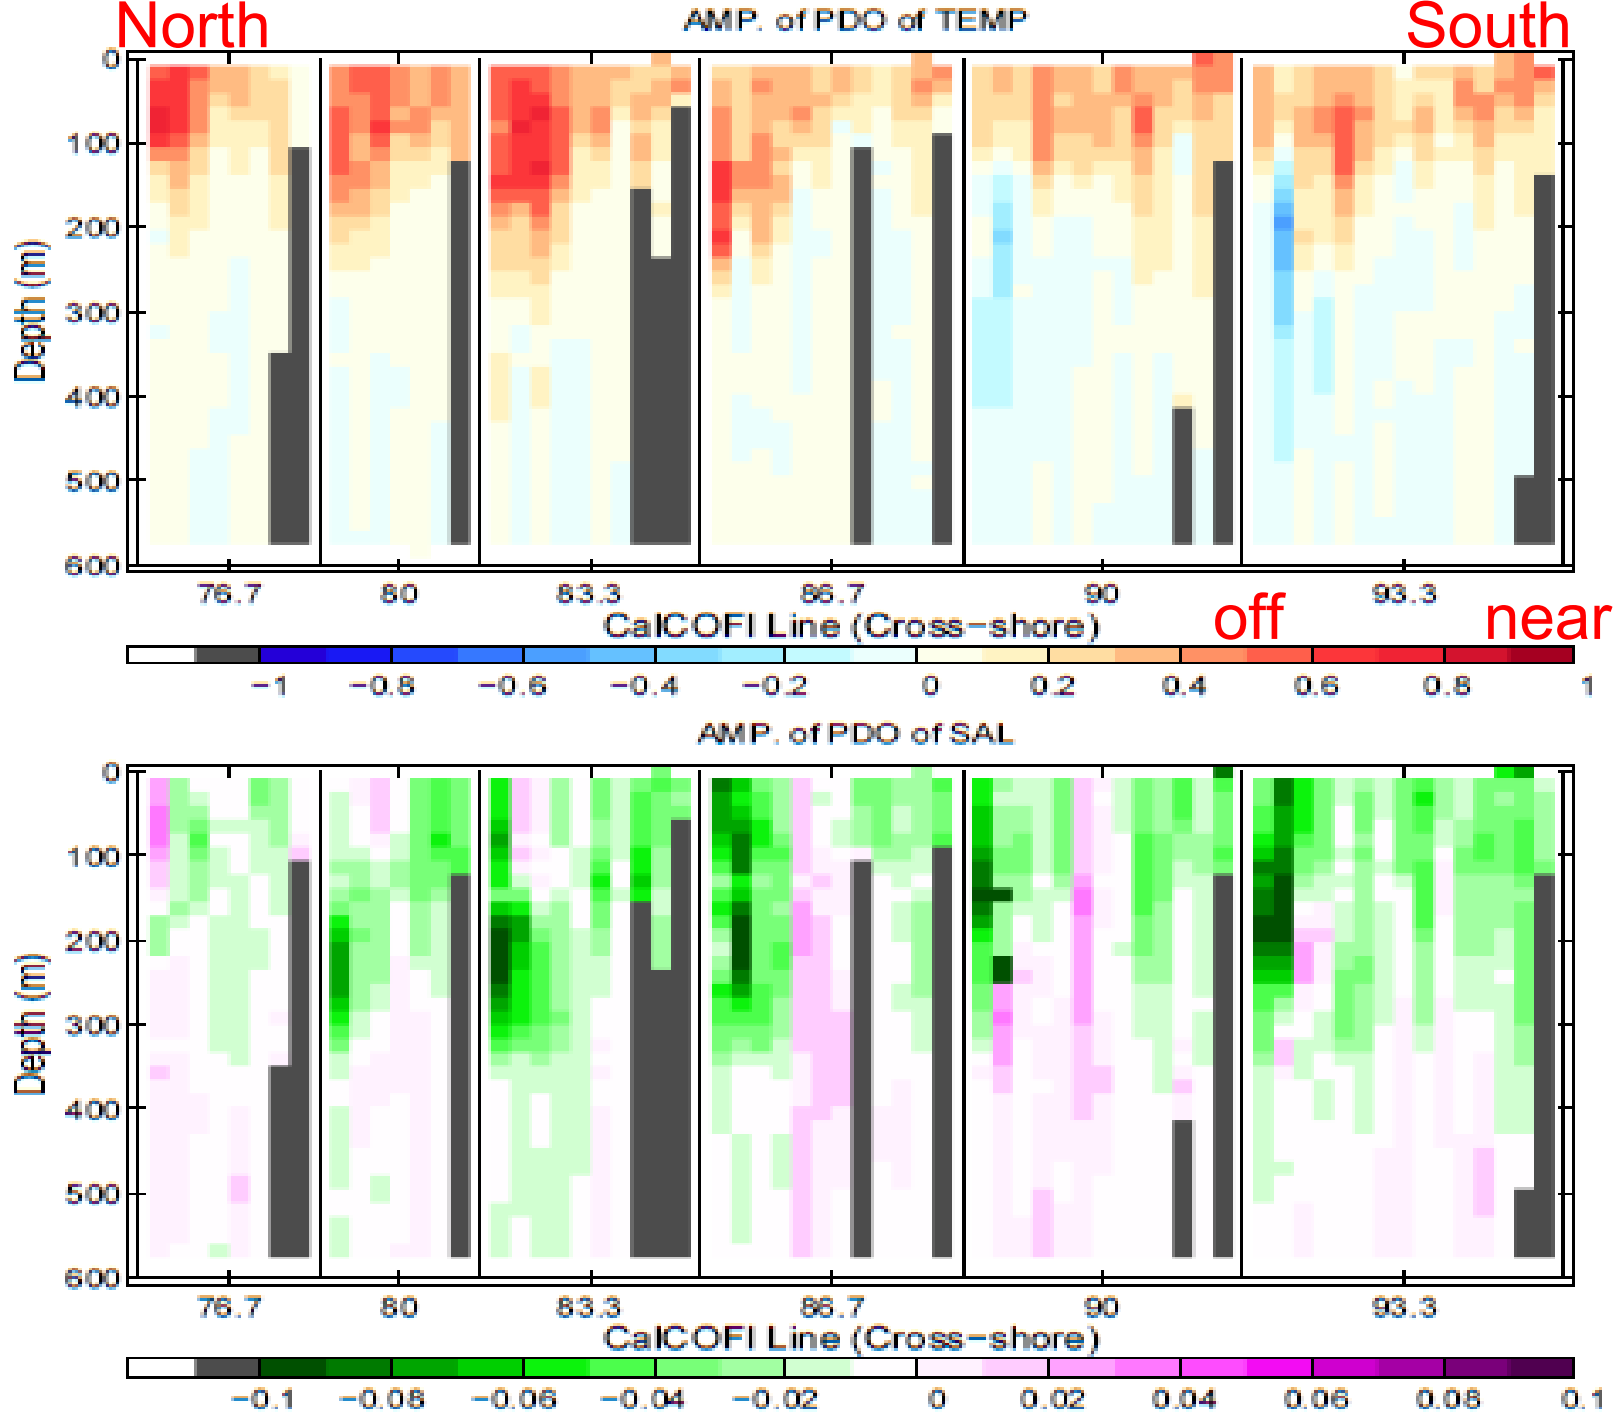 North
AMP. of PDO of TEMP
South
0
100
200
300
400
500
600
Depth (m)
76.7 80 83.3 86.7 90 93.3
CalCOFI Line (Cross-shore)
off near
-1 -0.8 -0.6 -0.4 -0.2 0 0.2 0.4 0.6 0.8 1
AMP. of PDO of SAL
0
100
200
300
400
500
600
Depth (m)
76.7 80 83.3 86.7 90 93.3
CalCOFI Line (Cross-shore)
-0.1 -0.08 -0.06 -0.04 -0.02 0 0.02 0.04 0.06 0.08 0.1